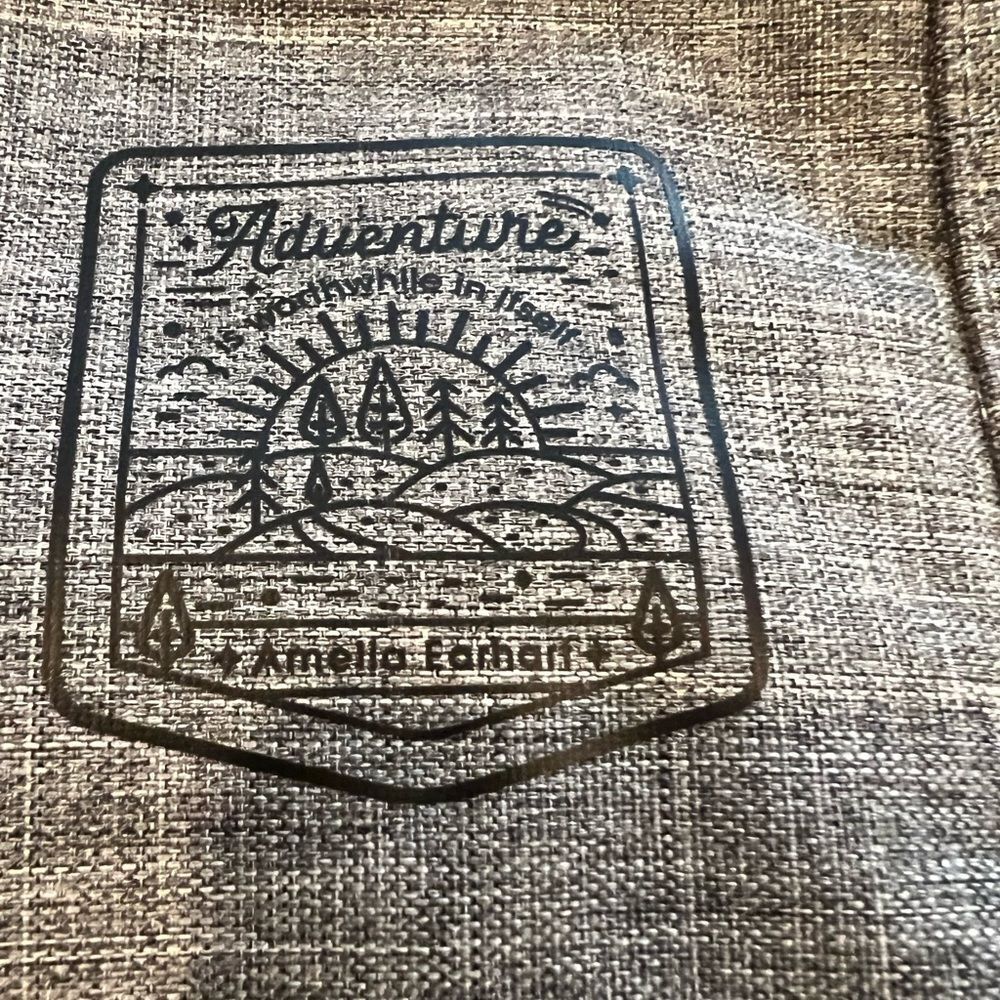 Adventure
is worthwhile in itself
Amelia Earhart